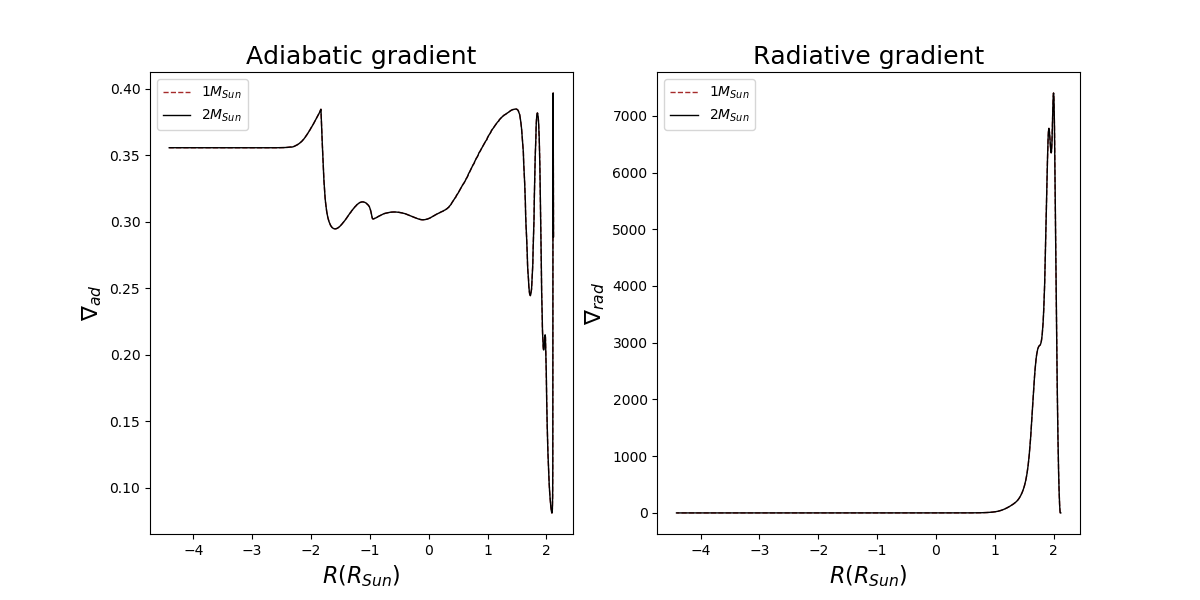 Adiabatic gradient
1M_Sun
2M_Sun
∇_ad
0.40
0.35
0.30
0.25
0.20
0.15
0.10
−4 −3 −2 −1 0 1 2
R(R_Sun)
Radiative gradient
1M_Sun
2M_Sun
∇_rad
7000
6000
5000
4000
3000
2000
1000
0
−4 −3 −2 −1 0 1 2
R(R_Sun)